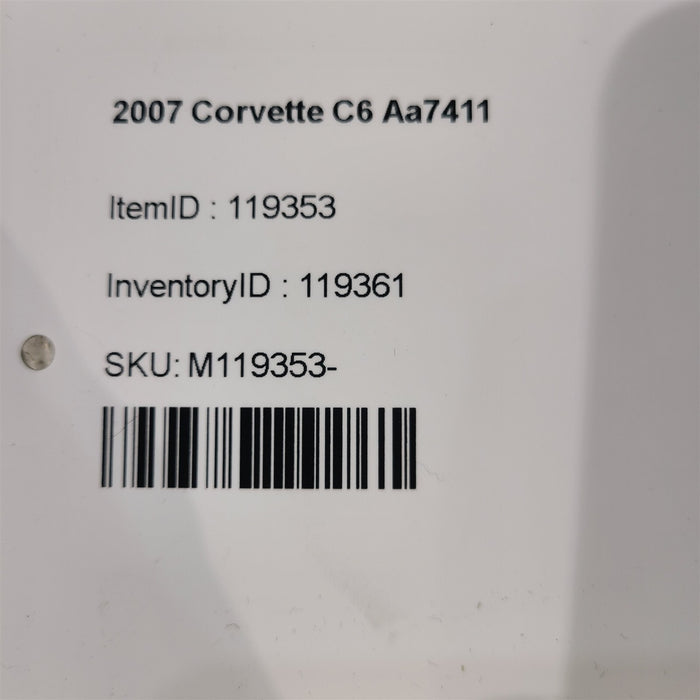 2007 Corvette C6 Aa7411
ItemID : 119353
InventoryID : 119361
SKU: M119353-